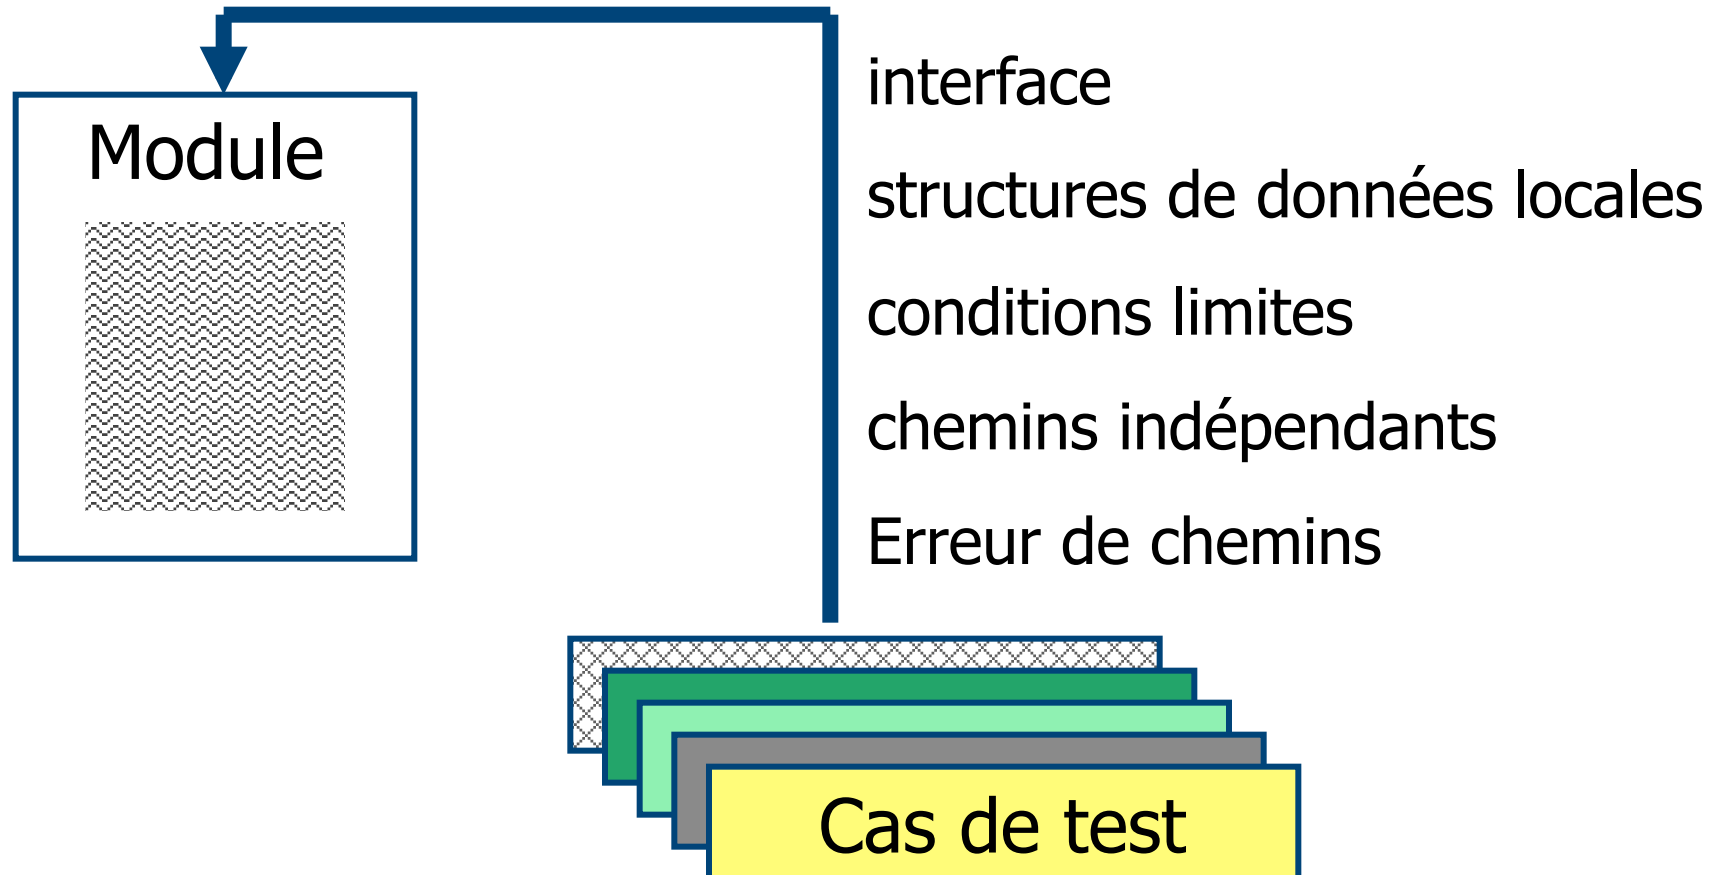 Module
interface
structures de données locales
conditions limites
chemins indépendants
Erreur de chemins
Cas de test